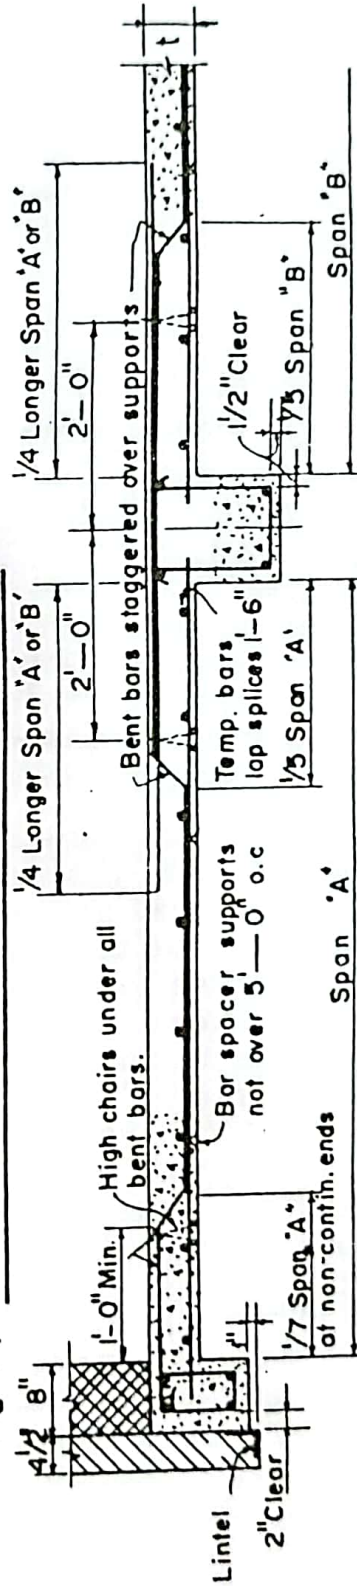 1/4 Longer Span "A" or "B"
1/4 Longer Span "A" or "B"
2'—0"
2'—0"
t
4 1/2"
8"
1'-0" Min.
High chairs under all
bent bars.
Bent bars staggered over supports
Lintel
2" Clear
1/7 Span "A"
at non-contin. ends
Bar spacer supports
not over 5'—0" o.c
Temp. bars
lap splices 1'-6"
1/5 Span "A"
1 1/2" Clear
1/5 Span "B"
Span "A"
Span "B"